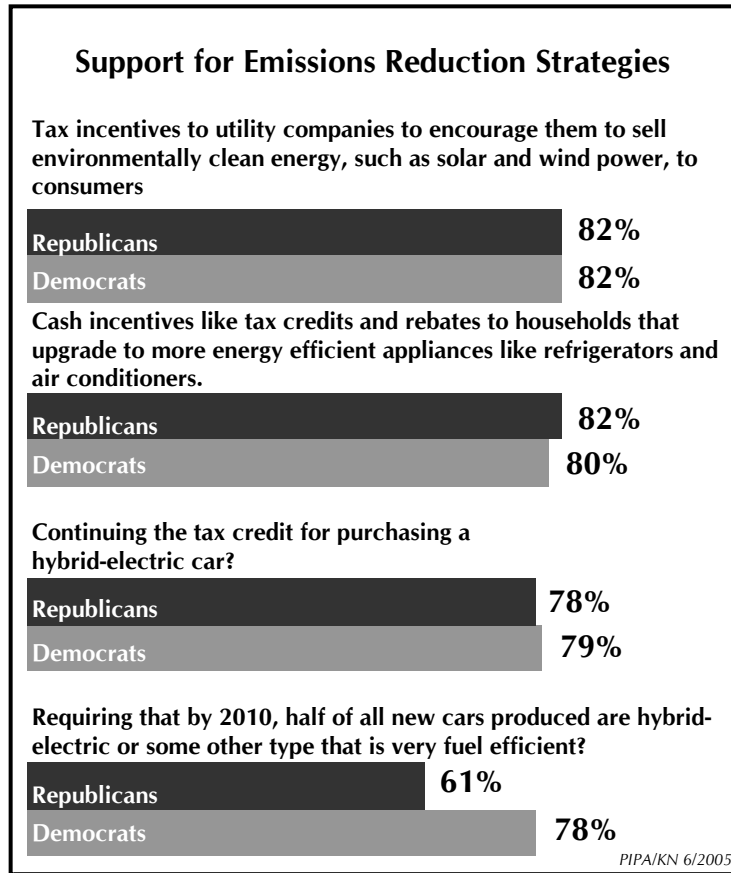 Support for Emissions Reduction Strategies
Tax incentives to utility companies to encourage them to sell
environmentally clean energy, such as solar and wind power, to
consumers
Republicans 82%
Democrats 82%
Cash incentives like tax credits and rebates to households that
upgrade to more energy efficient appliances like refrigerators and
air conditioners.
Republicans 82%
Democrats 80%
Continuing the tax credit for purchasing a
hybrid-electric car?
Republicans 78%
Democrats 79%
Requiring that by 2010, half of all new cars produced are hybrid-
electric or some other type that is very fuel efficient?
Republicans 61%
Democrats 78%
PIPA/KN 6/2005